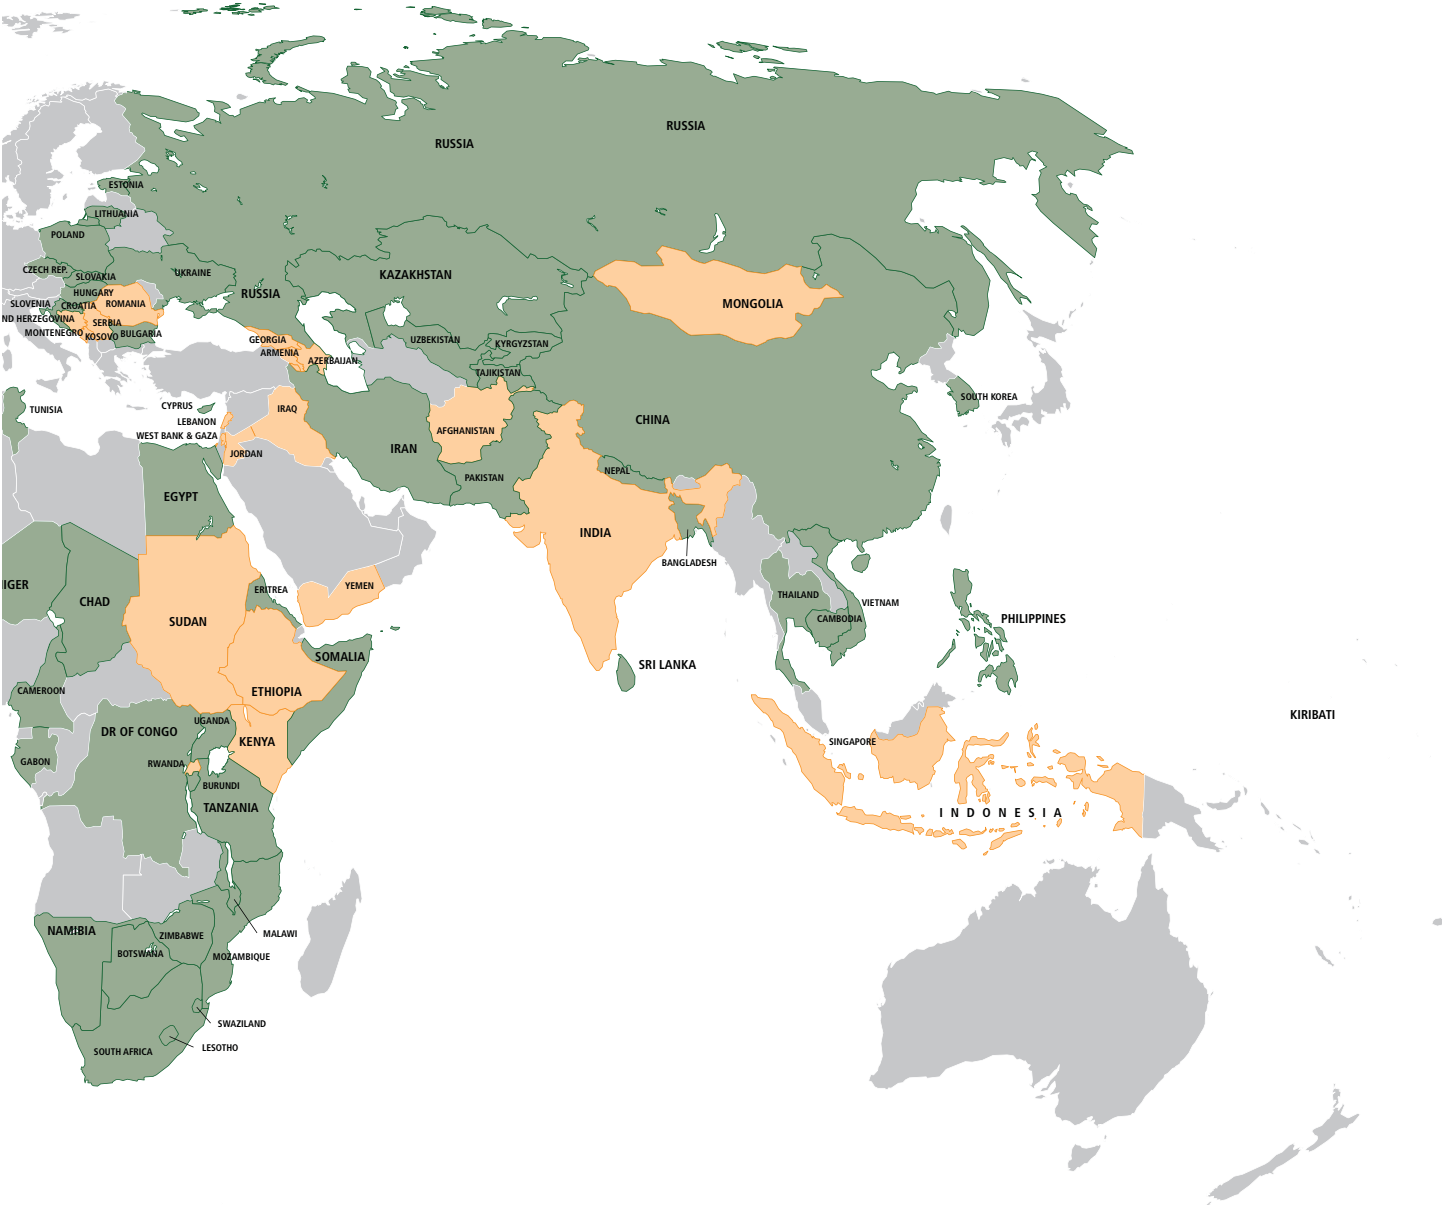 RUSSIA
RUSSIA
ESTONIA
LITHUANIA
POLAND
CZECH REP.
SLOVAKIA
UKRAINE
KAZAKHSTAN
HUNGARY
RUSSIA
SLOVENIA
CROATIA
ROMANIA
MONGOLIA
ND HERZEGOVINA
SERBIA
MONTENEGRO
KOSOVO
BULGARIA
GEORGIA
UZBEKISTAN
KYRGYZSTAN
ARMENIA
AZERBAIJAN
TAJIKISTAN
SOUTH KOREA
TUNISIA
CYPRUS
IRAQ
LEBANON
CHINA
WEST BANK & GAZA
AFGHANISTAN
JORDAN
IRAN
NEPAL
PAKISTAN
EGYPT
INDIA
BANGLADESH
IGER
CHAD
ERITREA
YEMEN
THAILAND
VIETNAM
SUDAN
CAMBODIA
PHILIPPINES
SOMALIA
SRI LANKA
CAMEROON
ETHIOPIA
KIRIBATI
UGANDA
DR OF CONGO
KENYA
SINGAPORE
GABON
RWANDA
BURUNDI
TANZANIA
INDONESIA
NAMIBIA
ZIMBABWE
MALAWI
BOTSWANA
MOZAMBIQUE
SWAZILAND
SOUTH AFRICA
LESOTHO